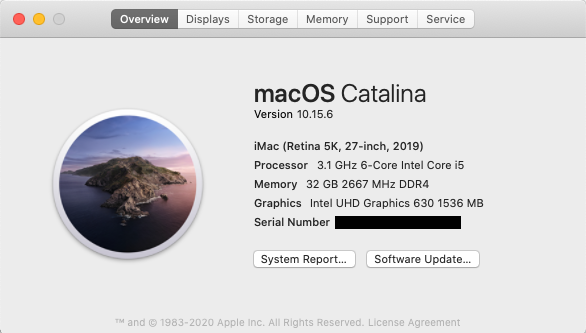 Overview Displays Storage Memory Support Service
macOS Catalina
Version 10.15.6
iMac (Retina 5K, 27-inch, 2019)
Processor 3.1 GHz 6-Core Intel Core i5
Memory 32 GB 2667 MHz DDR4
Graphics Intel UHD Graphics 630 1536 MB
Serial Number
System Report... Software Update...
™ and © 1983-2020 Apple Inc. All Rights Reserved. License Agreement